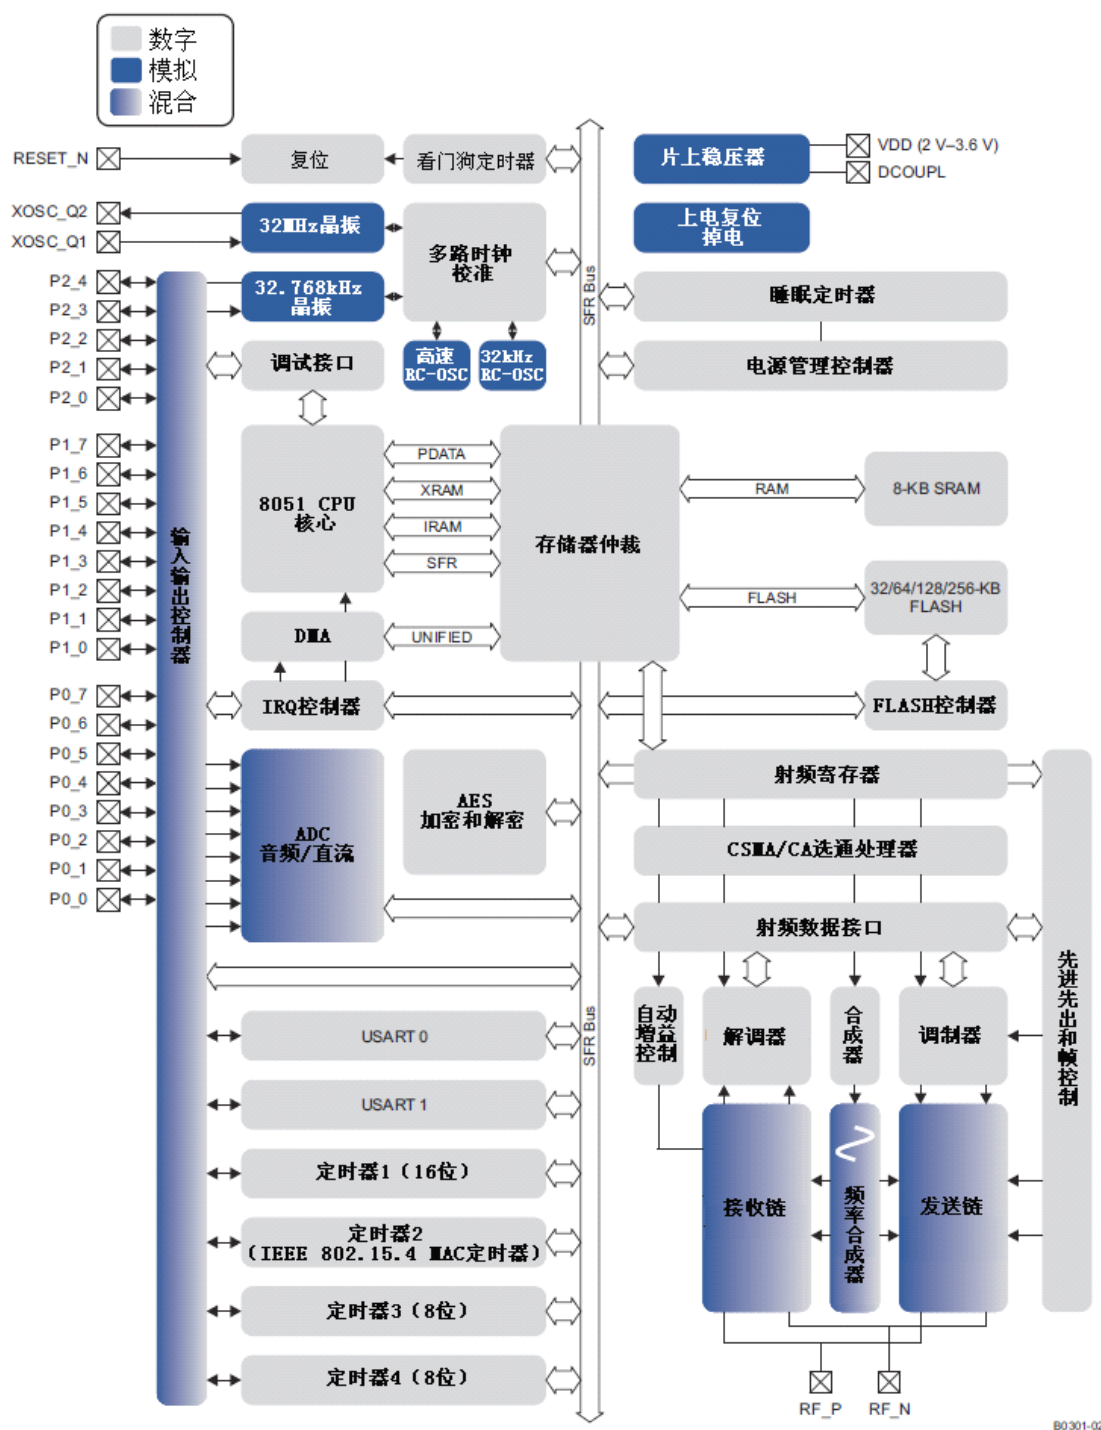 数字
模拟
混合
RESET_N
复位
看门狗定时器
片上稳压器
VDD (2 V–3.6 V)
DCOUPL
XOSC_Q2
XOSC_Q1
32MHz晶振
多路时钟
校准
上电复位
掉电
SFR Bus
P2_4
P2_3
P2_2
P2_1
P2_0
32.768kHz
晶振
睡眠定时器
调试接口
高速
RC-OSC
32kHz
RC-OSC
电源管理控制器
P1_7
P1_6
P1_5
P1_4
P1_3
P1_2
P1_1
P1_0
输入输出控制器
8051 CPU
核心
PDATA
XRAM
IRAM
SFR
存储器仲裁
RAM
8-KB SRAM
FLASH
32/64/128/256-KB
FLASH
DMA
UNIFIED
P0_7
P0_6
P0_5
P0_4
P0_3
P0_2
P0_1
P0_0
IRQ控制器
FLASH控制器
ADC
音频/直流
AES
加密和解密
射频寄存器
CSMA/CA选通处理器
射频数据接口
先进先出和帧控制
SFR Bus
自动
增益
控制
解调器
合成器
调制器
USART 0
USART 1
定时器1（16位）
定时器2
（IEEE 802.15.4 MAC定时器）
定时器3（8位）
定时器4（8位）
接收链
频率合成器
发送链
RF_P
RF_N
B0301-02